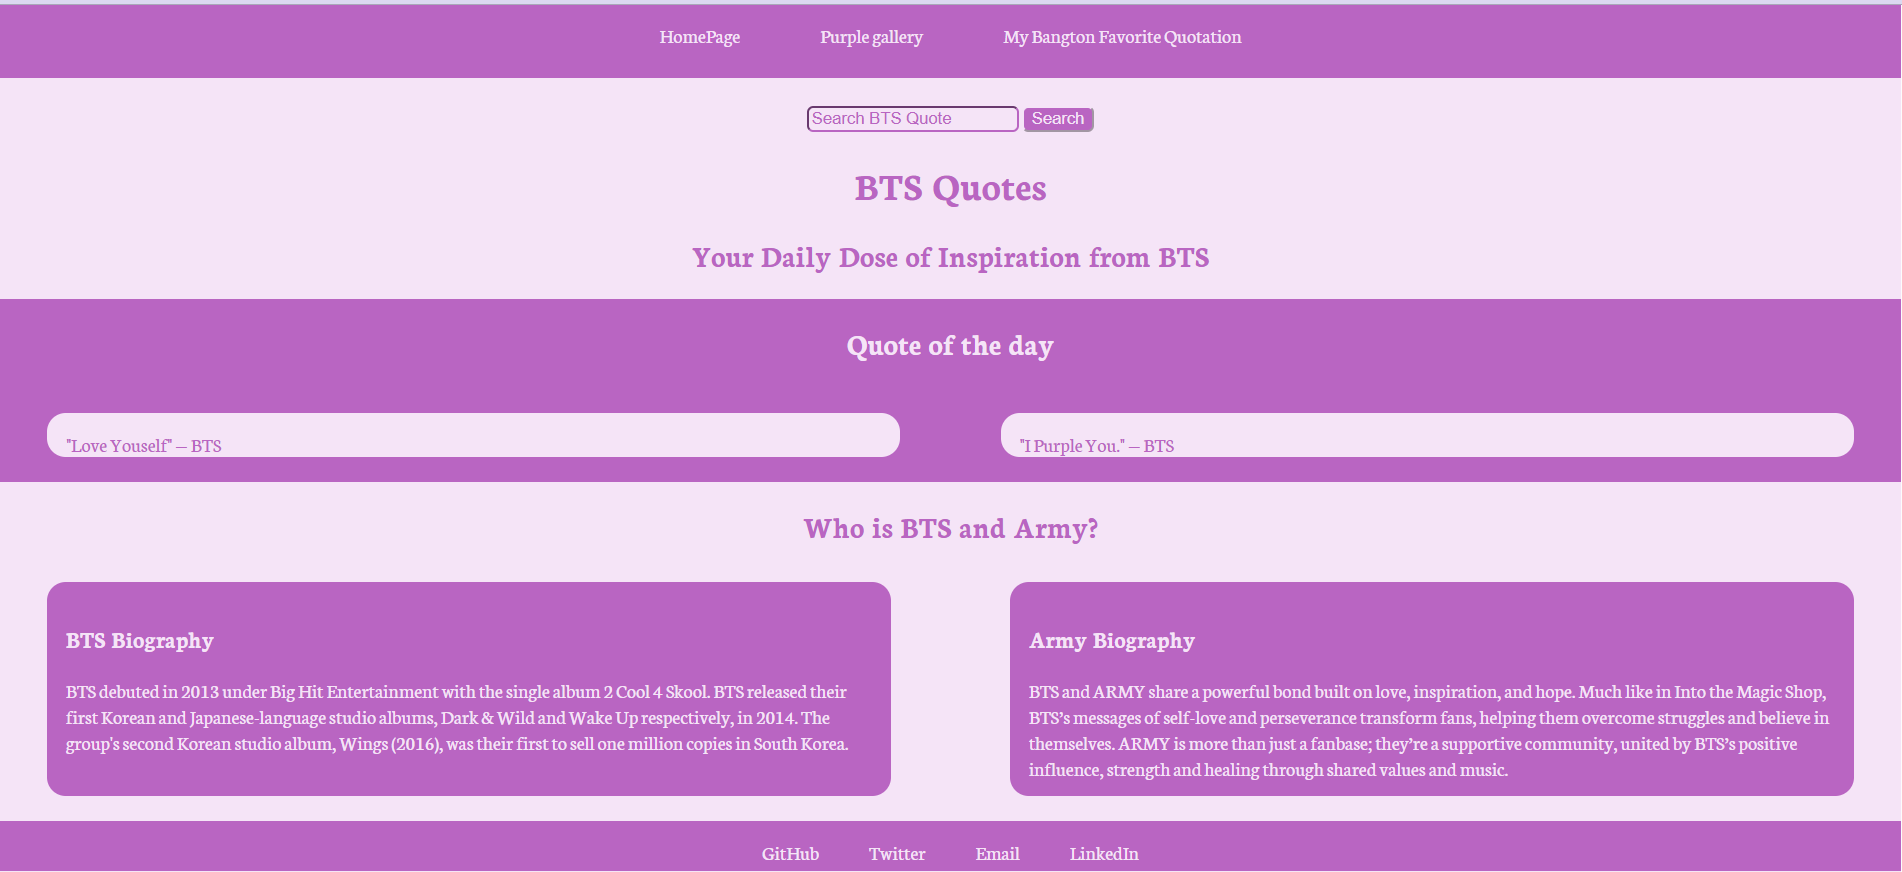 HomePage Purple gallery My Bangton Favorite Quotation
Search BTS Quote Search
BTS Quotes
Your Daily Dose of Inspiration from BTS
Quote of the day
"Love Youself" — BTS
"I Purple You." — BTS
Who is BTS and Army?
BTS Biography
BTS debuted in 2013 under Big Hit Entertainment with the single album 2 Cool 4 Skool. BTS released their
first Korean and Japanese-language studio albums, Dark & Wild and Wake Up respectively, in 2014. The
group's second Korean studio album, Wings (2016), was their first to sell one million copies in South Korea.
Army Biography
BTS and ARMY share a powerful bond built on love, inspiration, and hope. Much like in Into the Magic Shop,
BTS’s messages of self-love and perseverance transform fans, helping them overcome struggles and believe in
themselves. ARMY is more than just a fanbase; they’re a supportive community, united by BTS’s positive
influence, strength and healing through shared values and music.
GitHub Twitter Email LinkedIn